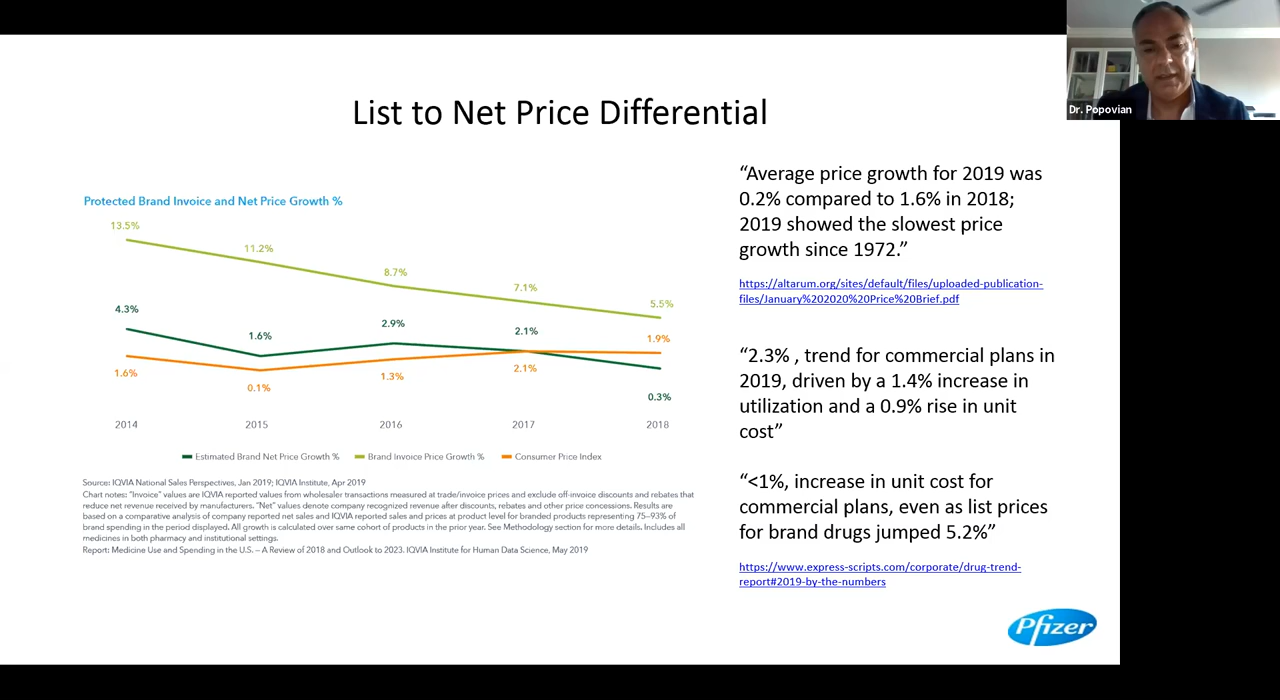 Dr. Popovian
List to Net Price Differential
Protected Brand Invoice and Net Price Growth %
13.5%
11.2%
8.7%
7.1%
5.5%
4.3%
1.6%
2.9%
2.1%
1.9%
1.6%
0.1%
1.3%
2.1%
0.3%
2014
2015
2016
2017
2018
Estimated Brand Net Price Growth %
Brand Invoice Price Growth %
Consumer Price Index
Source: IQVIA National Sales Perspectives, Jan 2019; IQVIA Institute, Apr 2019
Chart notes: “Invoice” values are IQVIA reported values from wholesaler transactions measured at trade/invoice prices and exclude off-invoice discounts and rebates that
reduce net revenue received by manufacturers. “Net” values denote company recognized revenue after discounts, rebates and other price concessions. Results are
based on a comparative analysis of company reported net sales and IQVIA reported sales and prices at product level for branded products representing 75–93% of
brand spending in the period displayed. All growth is calculated over same cohort of products in the prior year. See Methodology section for more details. Includes all
medicines in both pharmacy and institutional settings.
Report: Medicine Use and Spending in the U.S. – A Review of 2018 and Outlook to 2023. IQVIA Institute for Human Data Science, May 2019
“Average price growth for 2019 was
0.2% compared to 1.6% in 2018;
2019 showed the slowest price
growth since 1972.”
https://altarum.org/sites/default/files/uploaded-publication-
files/January%202020%20Price%20Brief.pdf
“2.3% , trend for commercial plans in
2019, driven by a 1.4% increase in
utilization and a 0.9% rise in unit
cost”
“<1%, increase in unit cost for
commercial plans, even as list prices
for brand drugs jumped 5.2%”
https://www.express-scripts.com/corporate/drug-trend-
report#2019-by-the-numbers
Pfizer